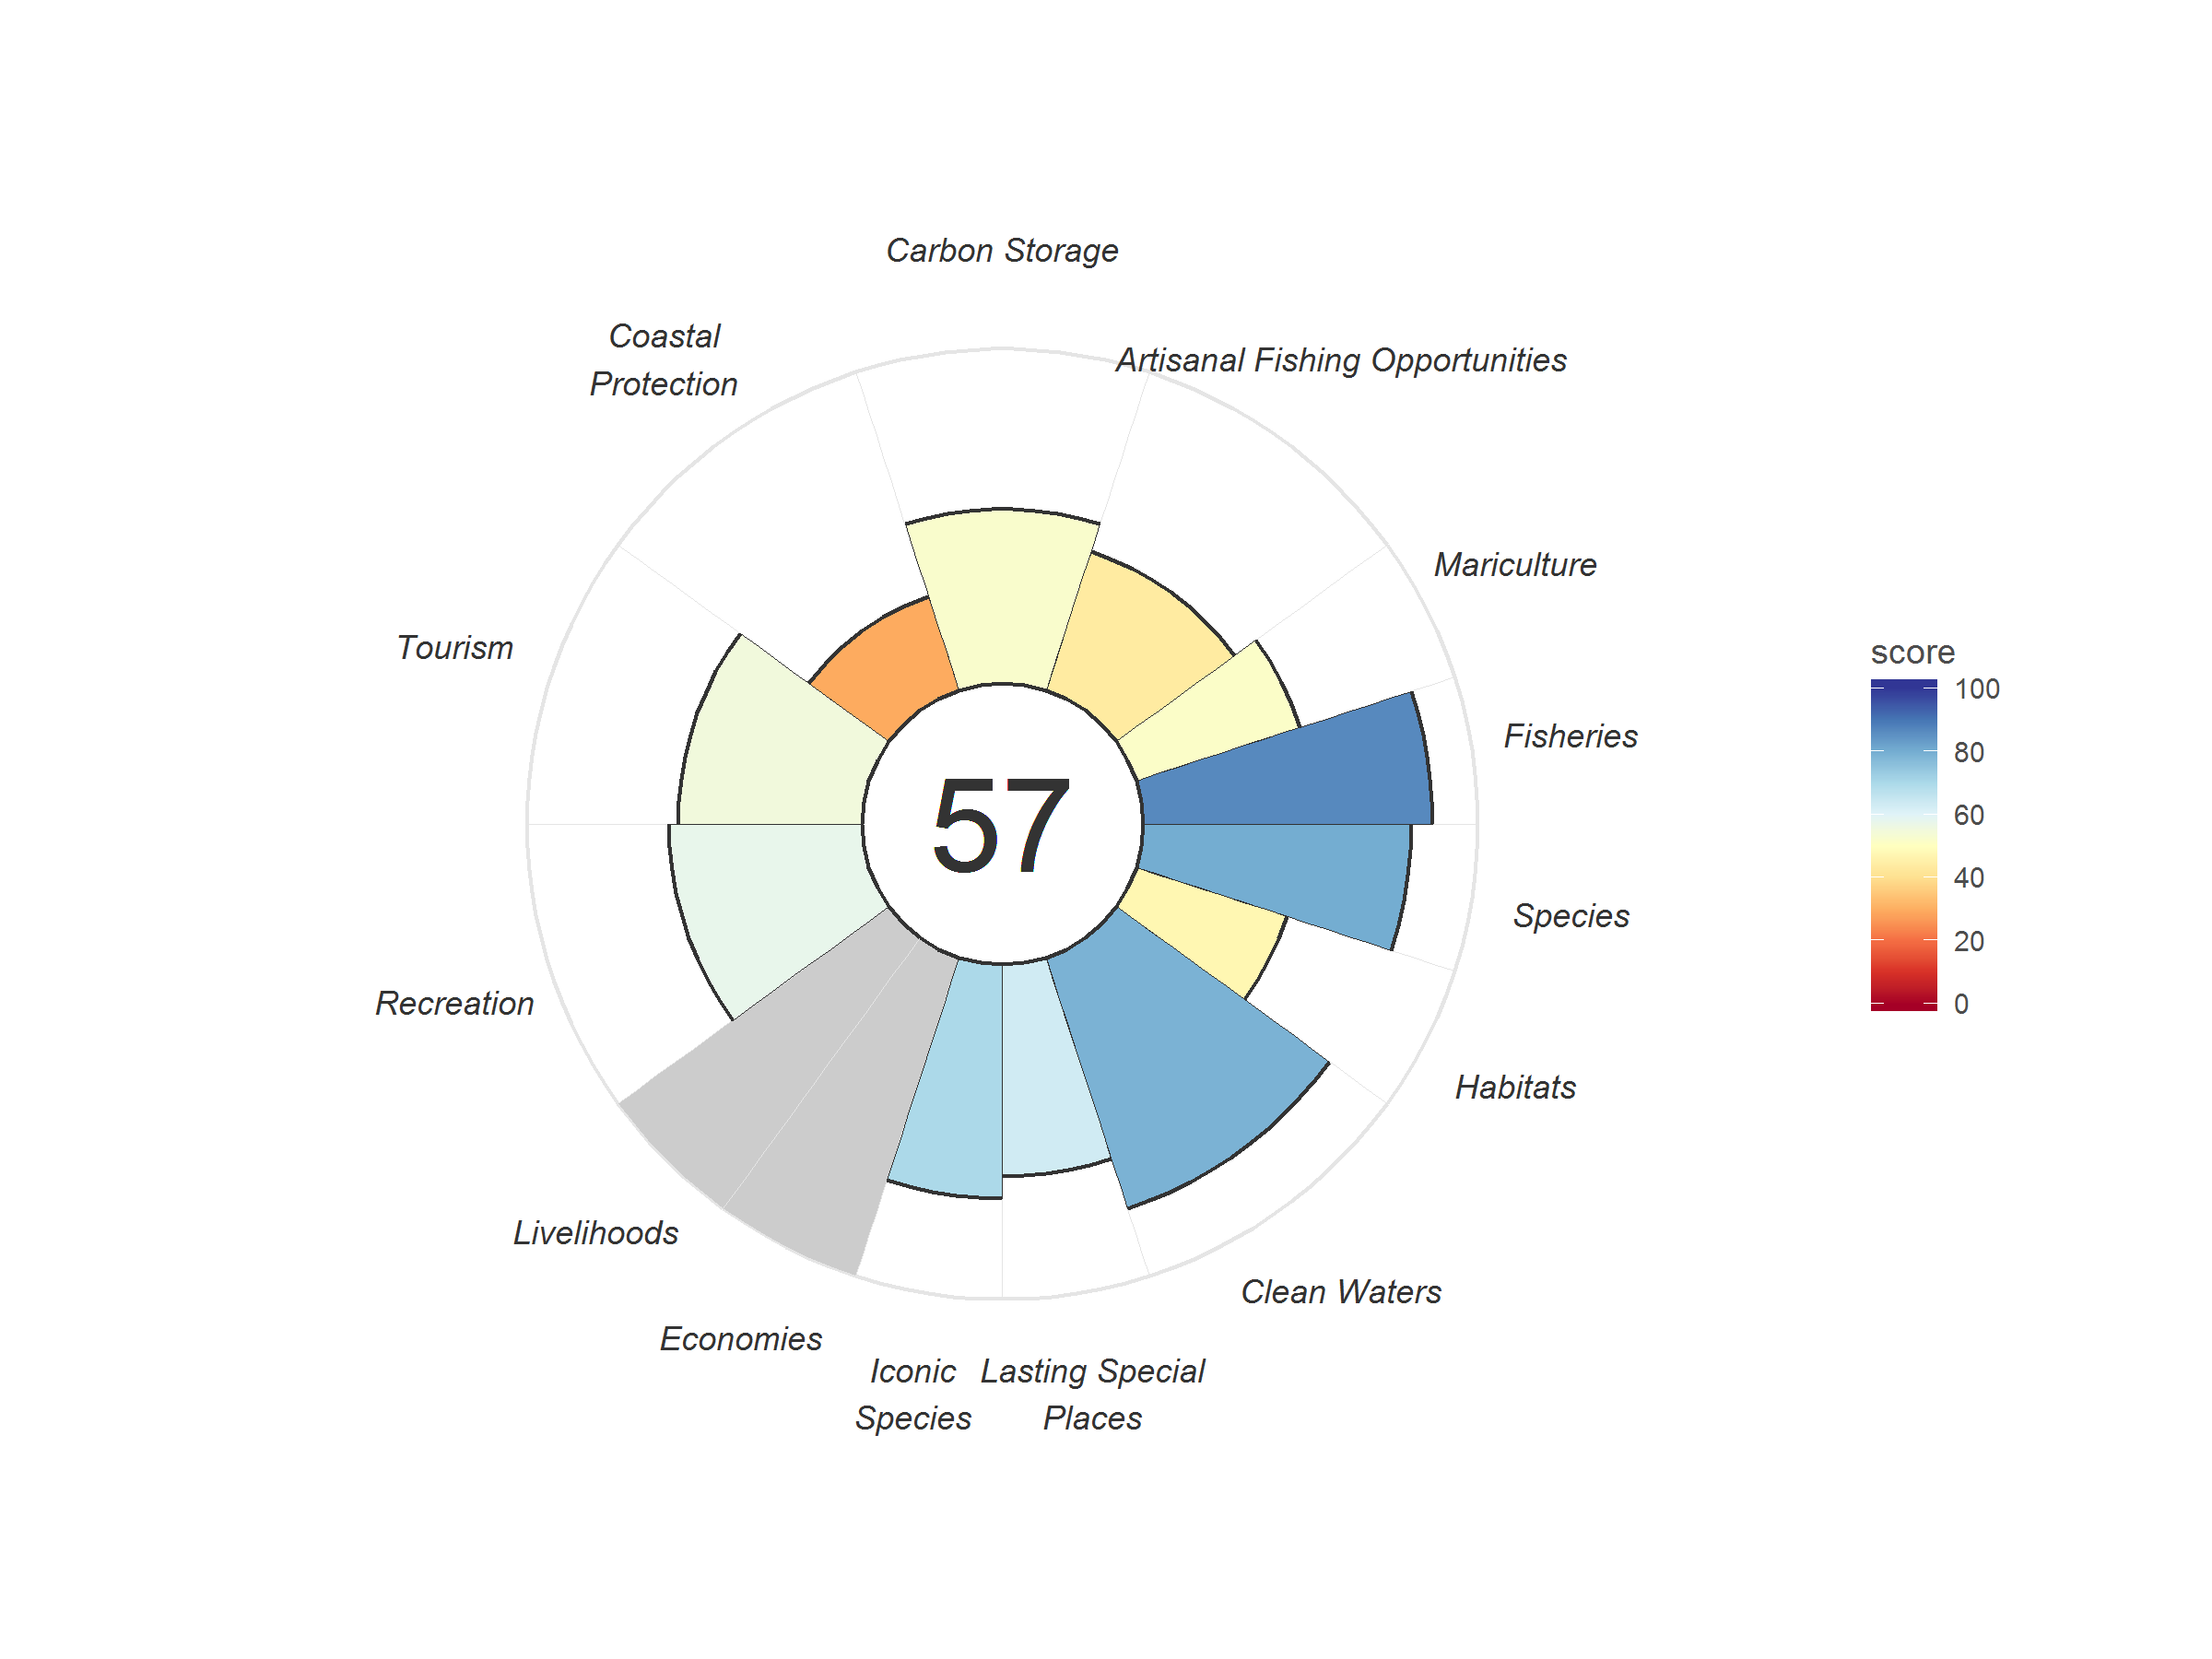 Carbon Storage
Coastal
Protection
Artisanal Fishing Opportunities
Mariculture
Tourism
Fisheries
Species
Recreation
Habitats
Livelihoods
Clean Waters
Economies
Iconic
Species
Lasting Special
Places
57
score
100
80
60
40
20
0